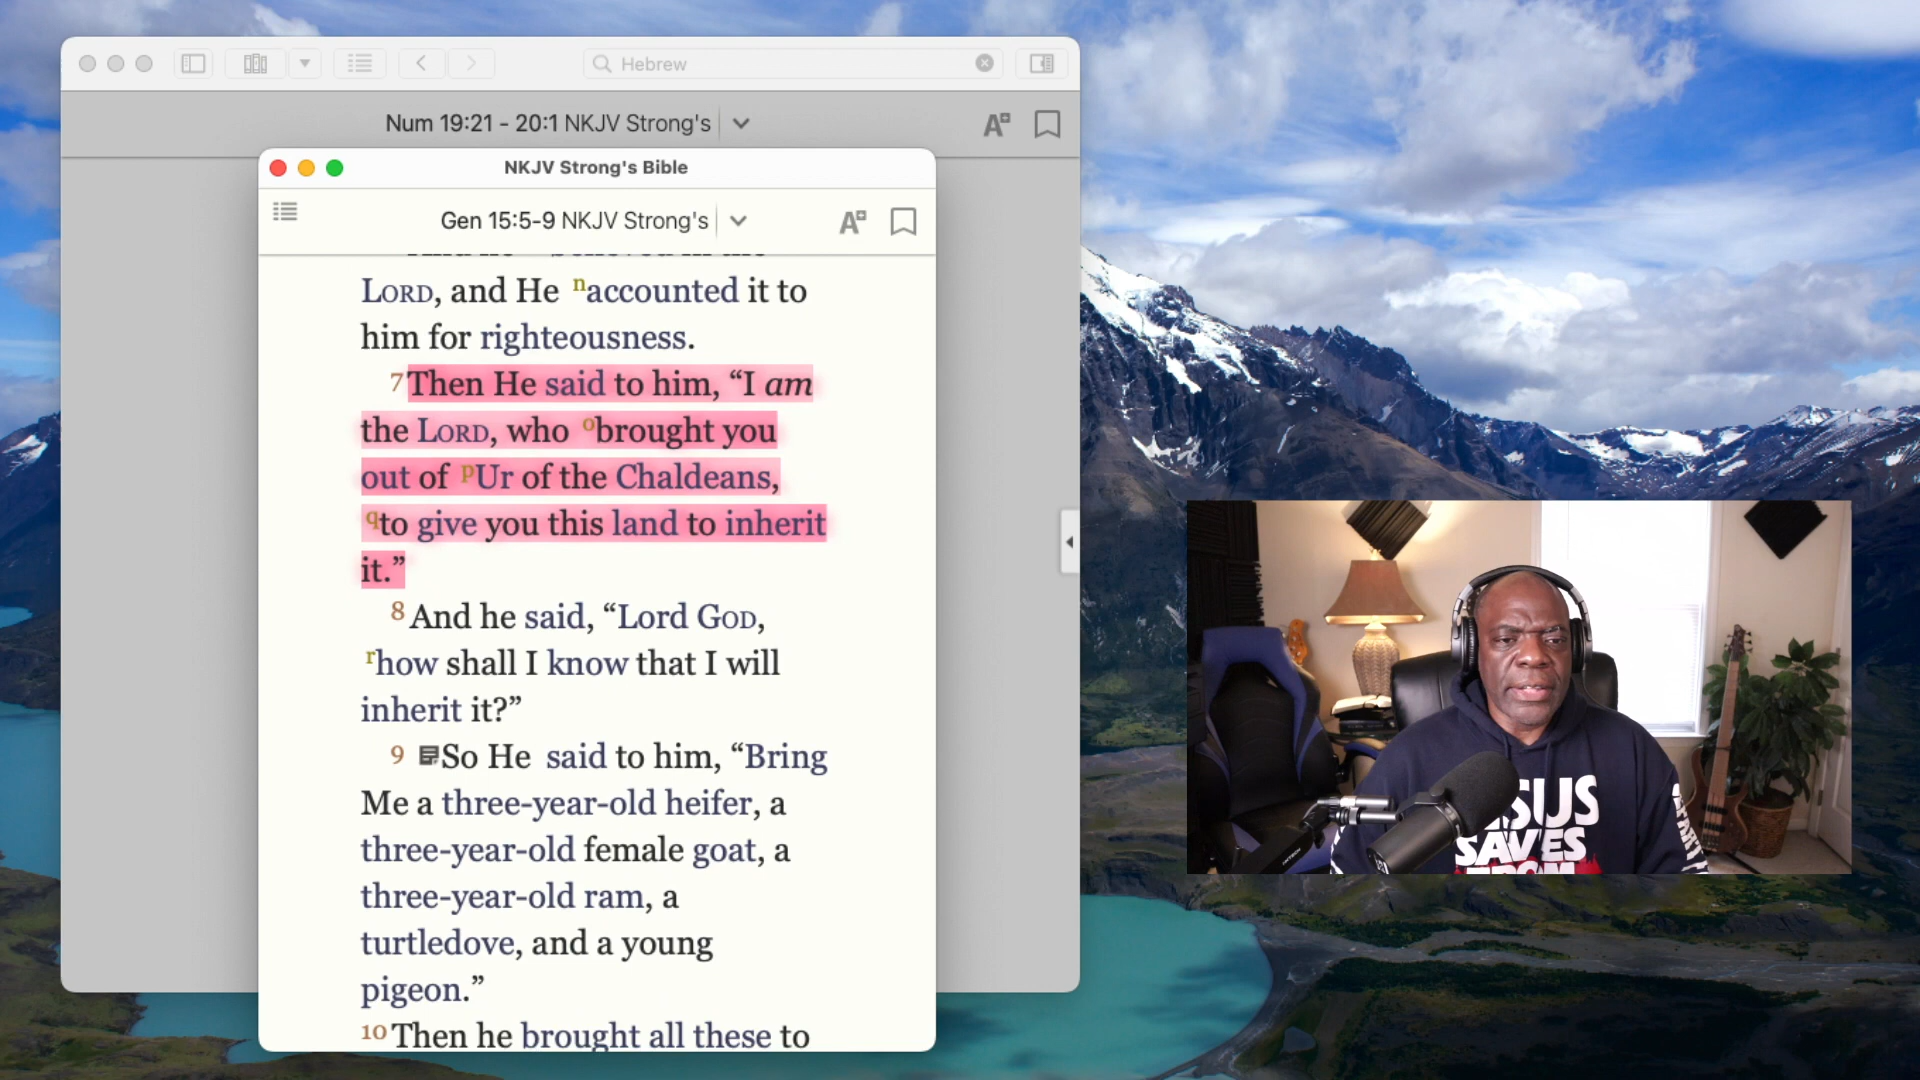 Hebrew
Num 19:21 - 20:1 NKJV Strong's
A
NKJV Strong's Bible
Gen 15:5-9 NKJV Strong's
A
LORD, and He ⁿaccounted it to
him for righteousness.
7 Then He said to him, “I am
the LORD, who ᵒbrought you
out of ᵖUr of the Chaldeans,
qto give you this land to inherit
it.”
8 And he said, “Lord GOD,
ʳhow shall I know that I will
inherit it?”
9 So He said to him, “Bring
Me a three-year-old heifer, a
three-year-old female goat, a
three-year-old ram, a
turtledove, and a young
pigeon.”
10 Then he brought all these to
SAVES